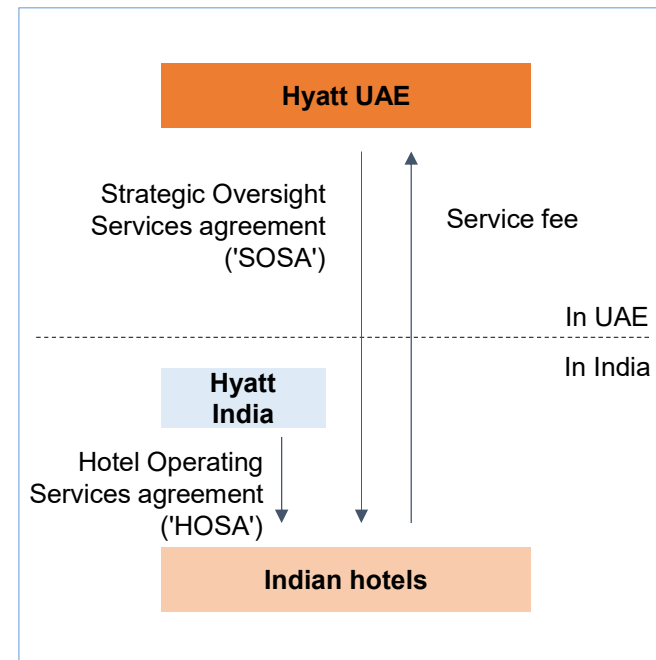 Hyatt UAE
Strategic Oversight
Services agreement
('SOSA')
Service fee
In UAE
In India
Hyatt
India
Hotel Operating
Services agreement
('HOSA')
Indian hotels